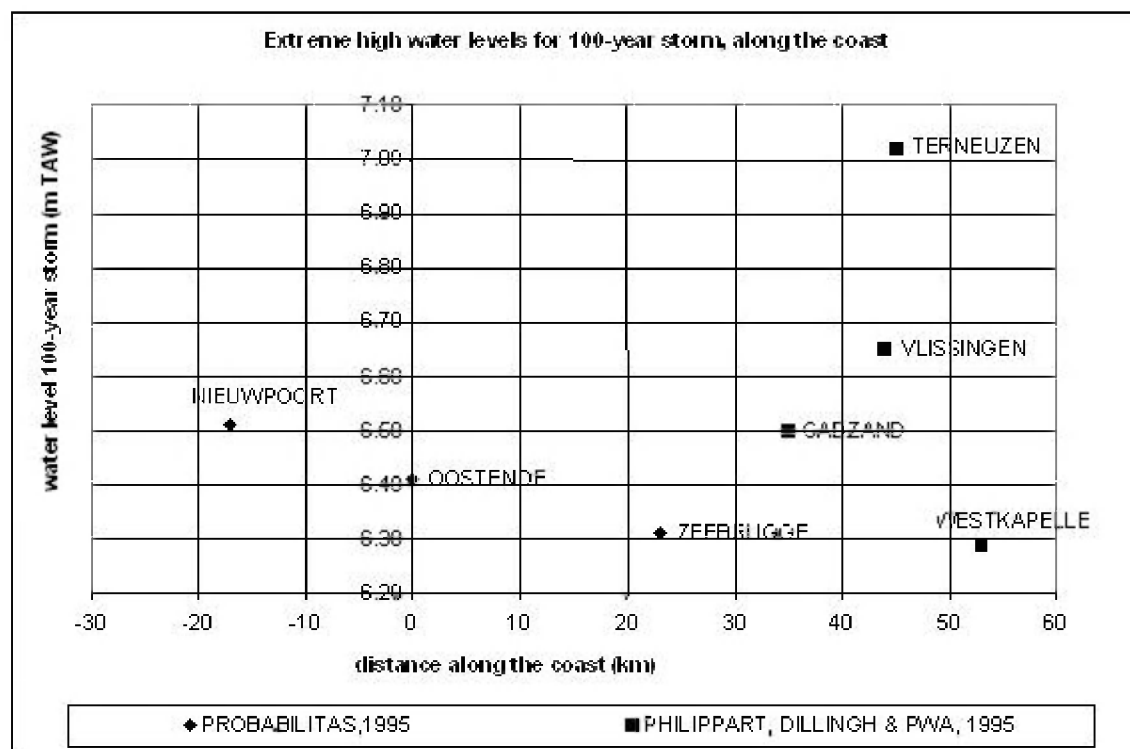 Extreme high water levels for 100-year storm, along the coast
water level 100-year storm (m TAW)
7.10
7.00
6.90
6.80
6.70
6.60
6.50
6.40
6.30
6.20
TERNEUZEN
VLISSINGEN
NIEUWPOORT
CADZAND
OOSTENDE
ZEEBRUGGE
WESTKAPELLE
-30 -20 -10 0 10 20 30 40 50 60
distance along the coast (km)
PROBABILITAS,1995 PHILIPPART, DILLINGH & PWA, 1995